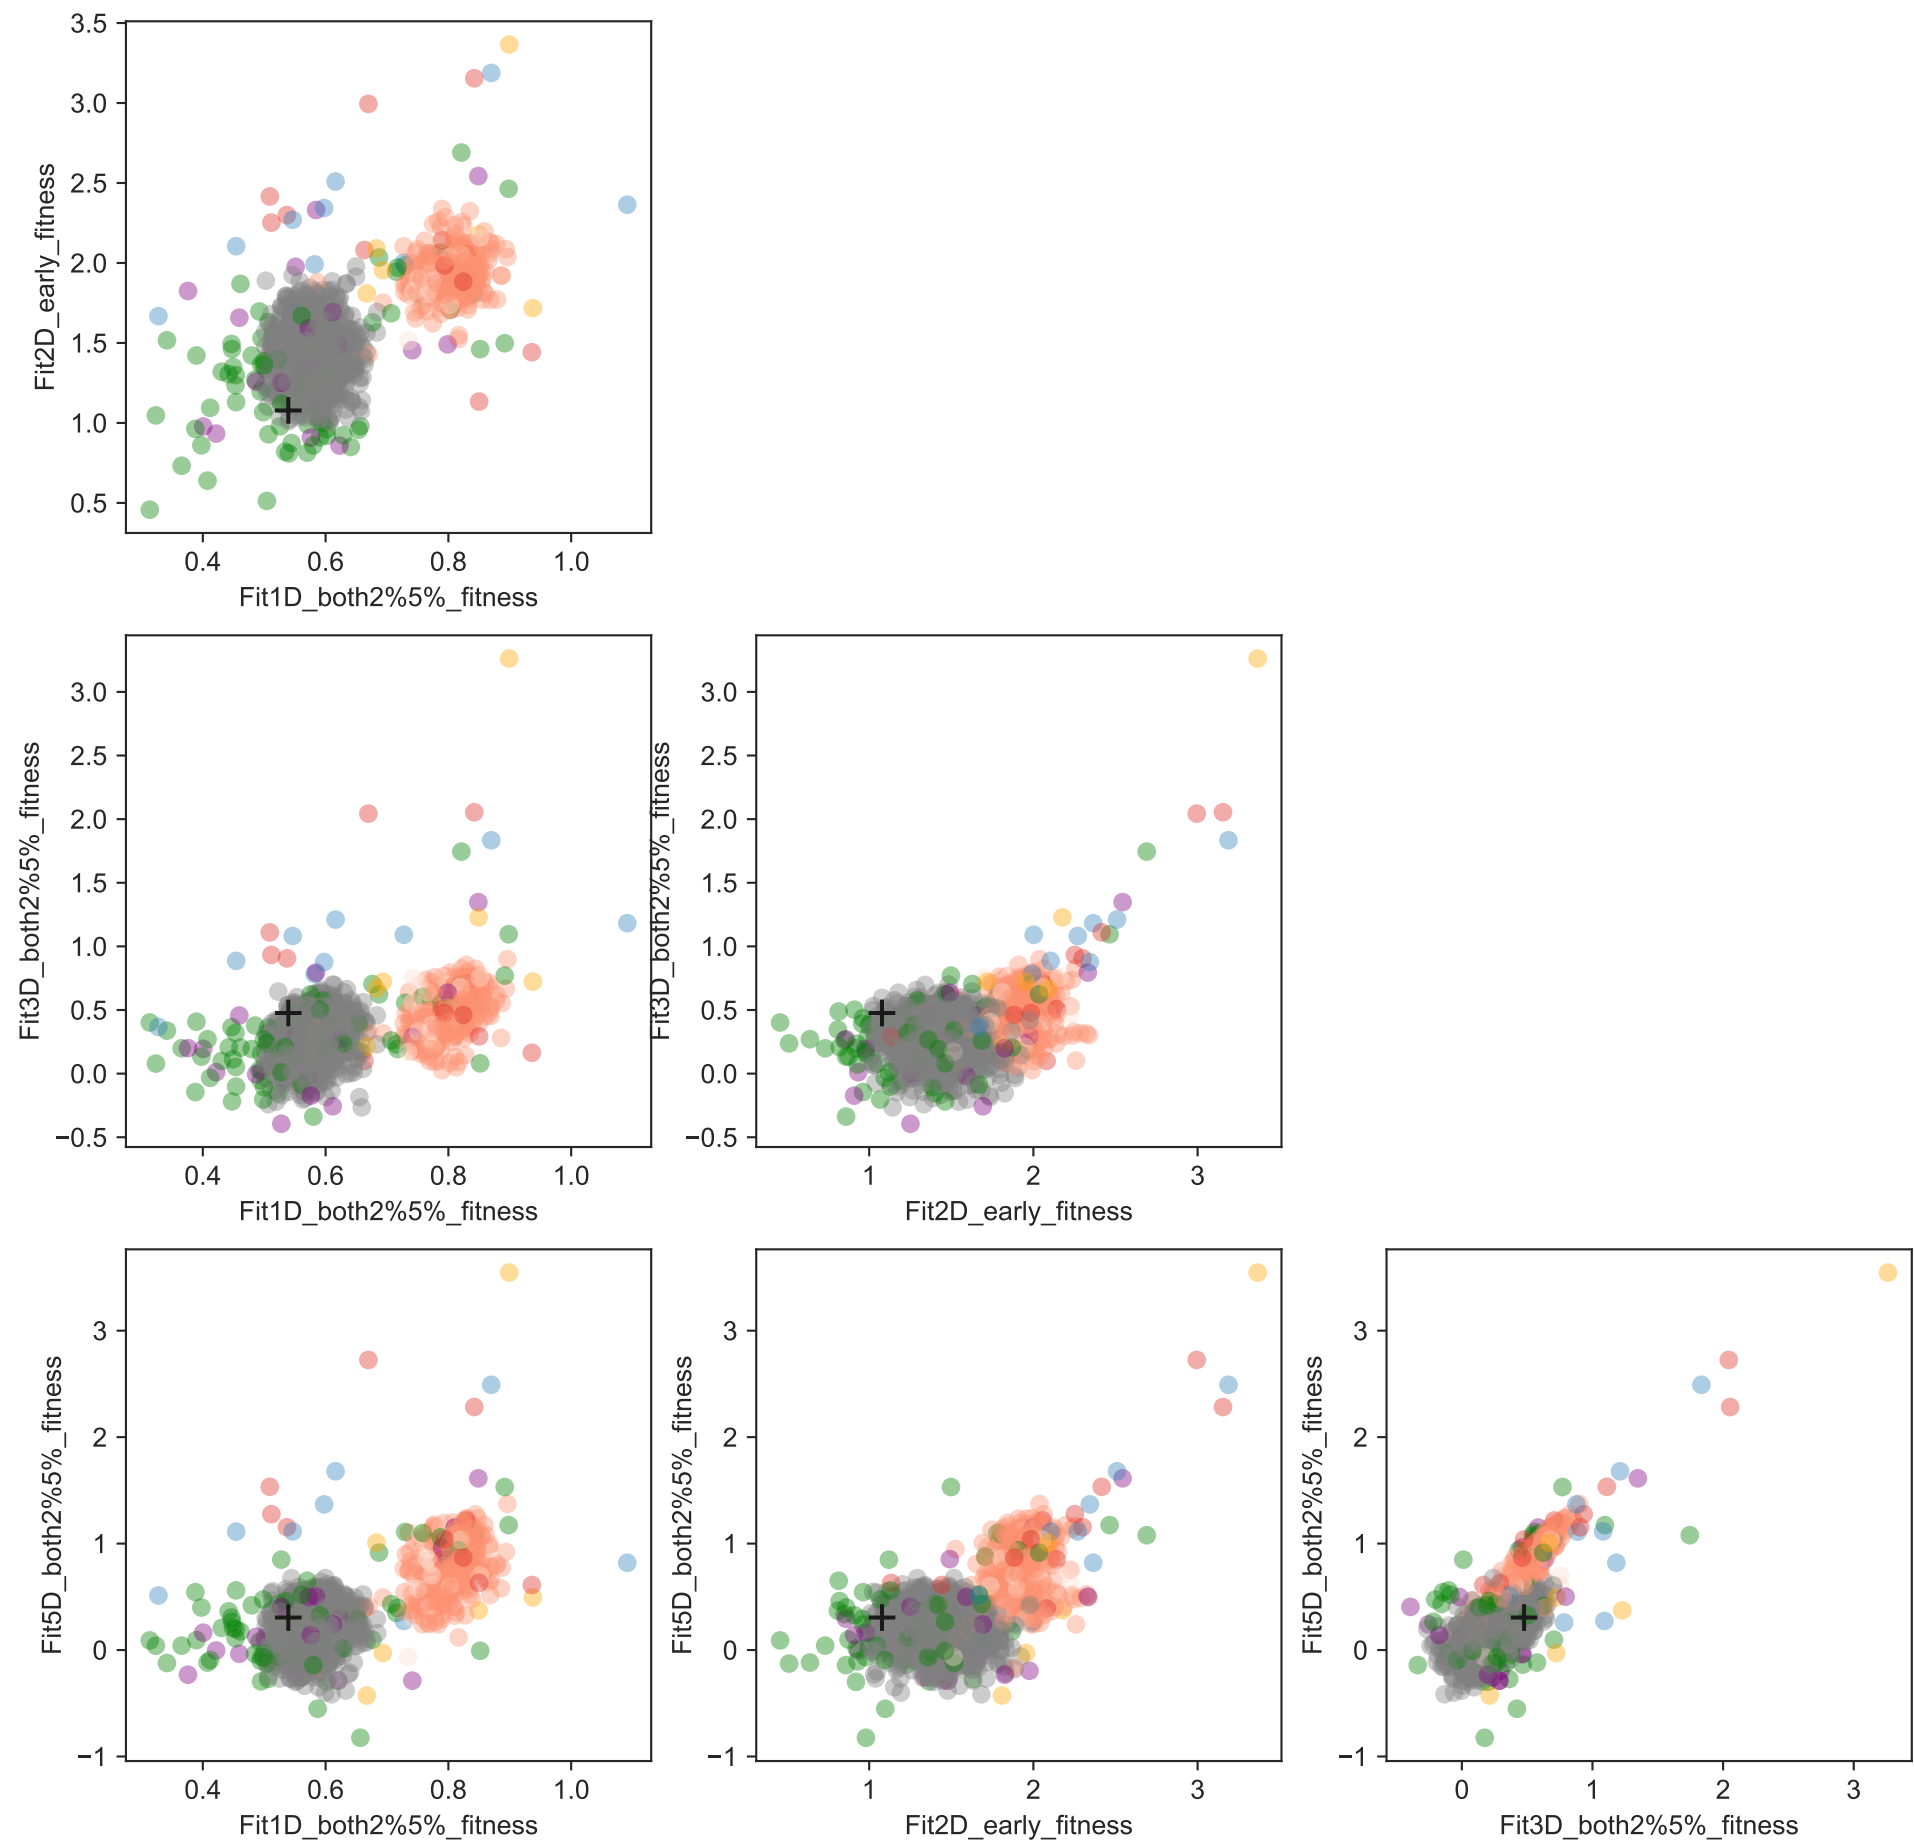 3.5
3.0
2.5
2.0
1.5
1.0
0.5
Fit2D_early_fitness
0.4 0.6 0.8 1.0
Fit1D_both2%5%_fitness
3.0
2.5
2.0
1.5
1.0
0.5
0.0
−0.5
Fit3D_both2%5%_fitness
0.4 0.6 0.8 1.0
Fit1D_both2%5%_fitness
3.0
2.5
2.0
1.5
1.0
0.5
0.0
−0.5
Fit3D_both2%5%_fitness
1 2 3
Fit2D_early_fitness
3
2
1
0
−1
Fit5D_both2%5%_fitness
0.4 0.6 0.8 1.0
Fit1D_both2%5%_fitness
3
2
1
0
−1
Fit5D_both2%5%_fitness
1 2 3
Fit2D_early_fitness
3
2
1
0
−1
Fit5D_both2%5%_fitness
0 1 2 3
Fit3D_both2%5%_fitness